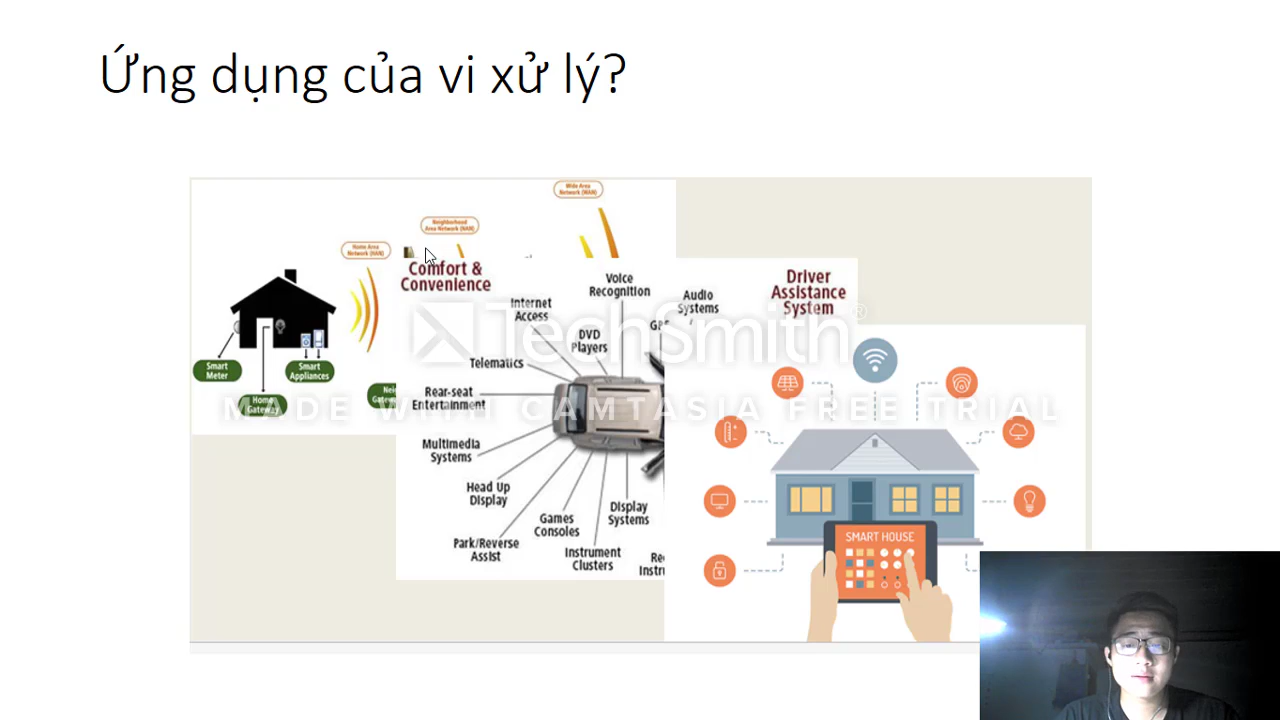 Ứng dụng của vi xử lý?
Wide Area
Network (WAN)
Neighborhood
Area Network (NAN)
Home Area
Network (HAN)
Smart
Meter
Home
Gateway
Smart
Appliances
Comfort &
Convenience
Internet
Access
Voice
Recognition
Audio
Systems
Driver
Assistance
System
DVD
Players
Telematics
Rear-seat
Entertainment
Multimedia
Systems
Head Up
Display
Park/Reverse
Assist
Games
Consoles
Instrument
Clusters
Display
Systems
SMART HOUSE
TechSmith®
MADE WITH CAMTASIA FREE TRIAL